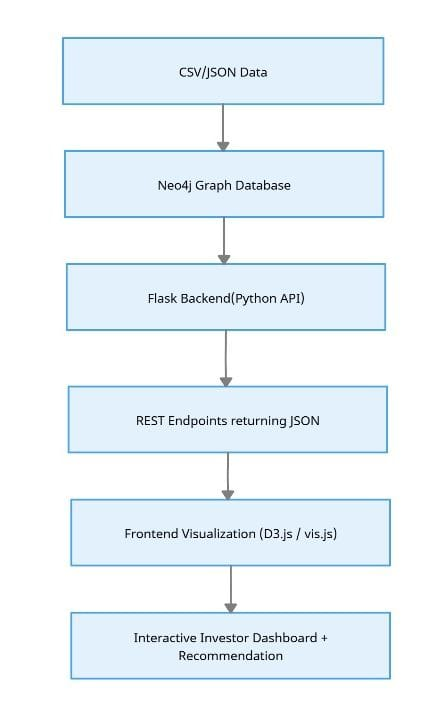 CSV/JSON Data
Neo4j Graph Database
Flask Backend(Python API)
REST Endpoints returning JSON
Frontend Visualization (D3.js / vis.js)
Interactive Investor Dashboard +
Recommendation